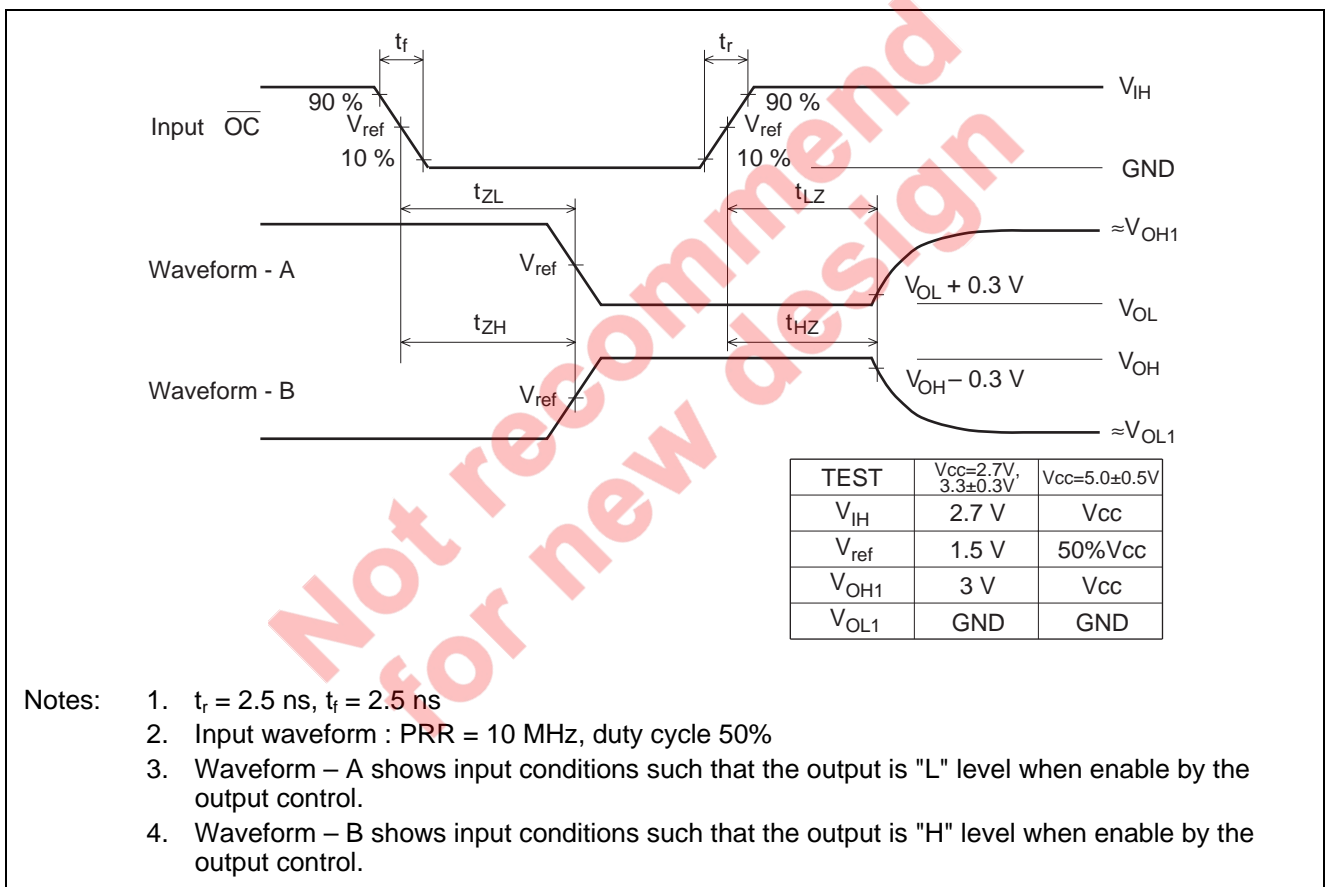 tf
tr
90 %
90 %
VIH
Input OC
Vref
Vref
10 %
10 %
GND
tZL
tLZ
≈VOH1
Waveform - A
Vref
VOL + 0.3 V
VOL
tZH
tHZ
VOH
Waveform - B
Vref
VOH – 0.3 V
≈VOL1
TEST Vcc=2.7V, 3.3±0.3V Vcc=5.0±0.5V
VIH 2.7 V Vcc
Vref 1.5 V 50%Vcc
VOH1 3 V Vcc
VOL1 GND GND
Not recommend
for new design
Notes: 1. tr = 2.5 ns, tf = 2.5 ns
2. Input waveform : PRR = 10 MHz, duty cycle 50%
3. Waveform – A shows input conditions such that the output is "L" level when enable by the
output control.
4. Waveform – B shows input conditions such that the output is "H" level when enable by the
output control.